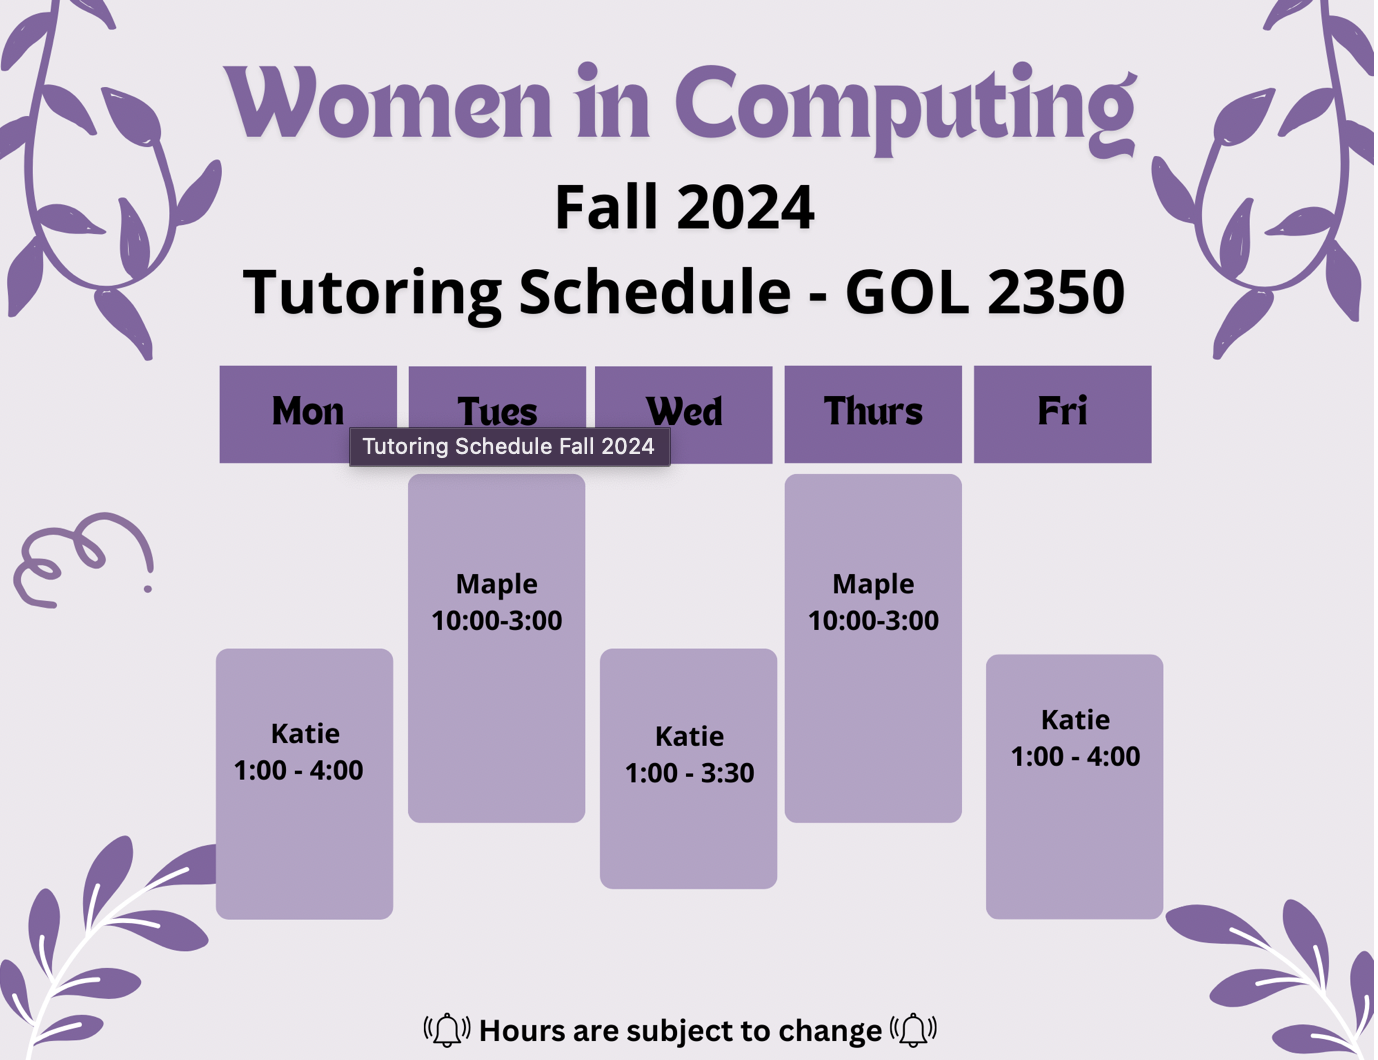 Women in Computing
Fall 2024
Tutoring Schedule - GOL 2350
Mon Tues Wed Thurs Fri
Tutoring Schedule Fall 2024
Maple
10:00-3:00
Maple
10:00-3:00
Katie
1:00 - 4:00
Katie
1:00 - 3:30
Katie
1:00 - 4:00
Hours are subject to change